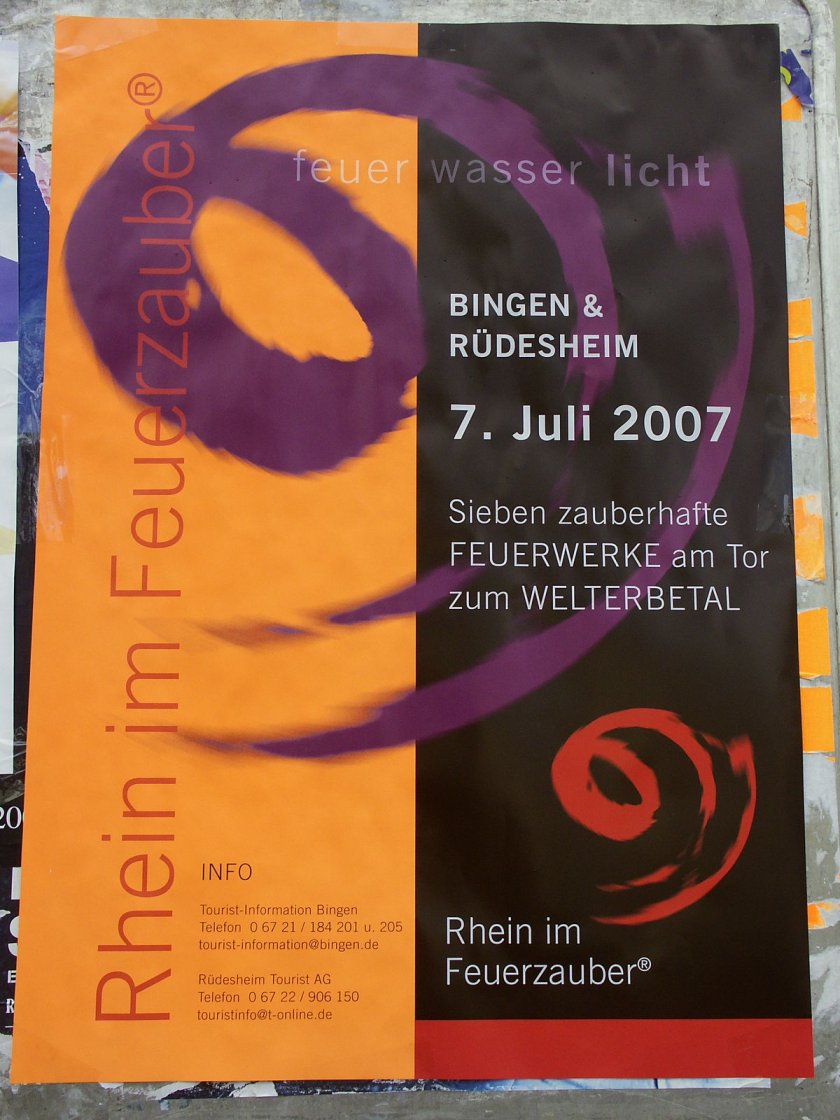 Rhein im Feuerzauber®
feuer wasser licht
BINGEN &
RÜDESHEIM
7. Juli 2007
Sieben zauberhafte
FEUERWERKE am Tor
zum WELTERBETAL
INFO
Tourist-Information Bingen
Telefon 0 67 21 / 184 201 u. 205
tourist-information@bingen.de
Rüdesheim Tourist AG
Telefon 0 67 22 / 906 150
touristinfo@t-online.de
Rhein im
Feuerzauber®